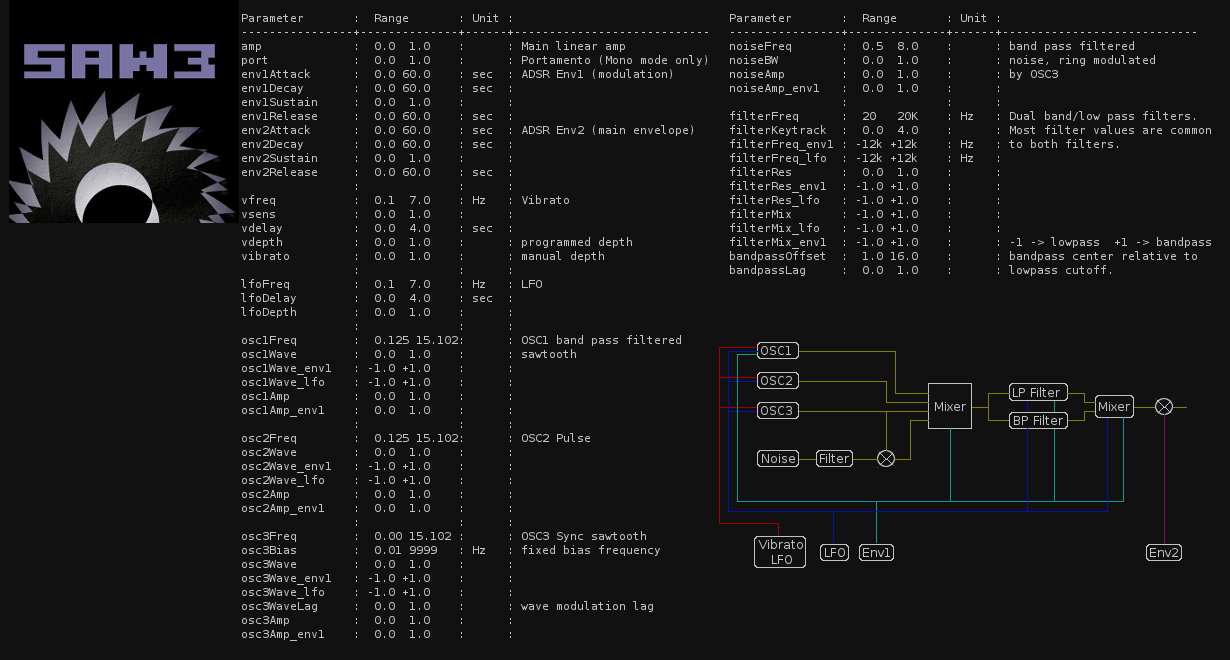 SAW3
Parameter : Range : Unit :
----------------+--------------+------+----------------------------
amp : 0.0 1.0 : : Main linear amp
port : 0.0 1.0 : : Portamento (Mono mode only)
env1Attack : 0.0 60.0 : sec : ADSR Env1 (modulation)
env1Decay : 0.0 60.0 : sec :
env1Sustain : 0.0 1.0 : :
env1Release : 0.0 60.0 : sec :
env2Attack : 0.0 60.0 : sec : ADSR Env2 (main envelope)
env2Decay : 0.0 60.0 : sec :
env2Sustain : 0.0 1.0 : :
env2Release : 0.0 60.0 : sec :
: : :
vfreq : 0.1 7.0 : Hz : Vibrato
vsens : 0.0 1.0 : :
vdelay : 0.0 4.0 : sec :
vdepth : 0.0 1.0 : : programmed depth
vibrato : 0.0 1.0 : : manual depth
: : :
lfoFreq : 0.1 7.0 : Hz : LFO
lfoDelay : 0.0 4.0 : sec :
lfoDepth : 0.0 1.0 : :
: : :
osc1Freq : 0.125 15.102: : OSC1 band pass filtered
osc1Wave : 0.0 1.0 : : sawtooth
osc1Wave_env1 : -1.0 +1.0 : :
osc1Wave_lfo : -1.0 +1.0 : :
osc1Amp : 0.0 1.0 : :
osc1Amp_env1 : 0.0 1.0 : :
: : :
osc2Freq : 0.125 15.102: : OSC2 Pulse
osc2Wave : 0.0 1.0 : :
osc2Wave_env1 : -1.0 +1.0 : :
osc2Wave_lfo : -1.0 +1.0 : :
osc2Amp : 0.0 1.0 : :
osc2Amp_env1 : 0.0 1.0 : :
: : :
osc3Freq : 0.00 15.102 : : OSC3 Sync sawtooth
osc3Bias : 0.01 9999 : Hz : fixed bias frequency
osc3Wave : 0.0 1.0 : :
osc3Wave_env1 : -1.0 +1.0 : :
osc3Wave_lfo : -1.0 +1.0 : :
osc3WaveLag : 0.0 1.0 : : wave modulation lag
osc3Amp : 0.0 1.0 : :
osc3Amp_env1 : 0.0 1.0 : :
Parameter : Range : Unit :
----------------+--------------+------+----------------------------
noiseFreq : 0.5 8.0 : : band pass filtered
noiseBW : 0.0 1.0 : : noise, ring modulated
noiseAmp : 0.0 1.0 : : by OSC3
noiseAmp_env1 : 0.0 1.0 : :
: : :
filterFreq : 20 20K : Hz : Dual band/low pass filters.
filterKeytrack : 0.0 4.0 : : Most filter values are common
filterFreq_env1 : -12k +12k : Hz : to both filters.
filterFreq_lfo : -12k +12k : Hz :
filterRes : 0.0 1.0 : :
filterRes_env1 : -1.0 +1.0 : :
filterRes_lfo : -1.0 +1.0 : :
filterMix : -1.0 +1.0 : :
filterMix_lfo : -1.0 +1.0 : :
filterMix_env1 : -1.0 +1.0 : : -1 -> lowpass +1 -> bandpass
bandpassOffset : 1.0 16.0 : : bandpass center relative to
bandpassLag : 0.0 1.0 : : lowpass cutoff.
OSC1
OSC2
OSC3
Noise
Filter
Mixer
LP Filter
BP Filter
Mixer
Vibrato
LFO
LFO
Env1
Env2